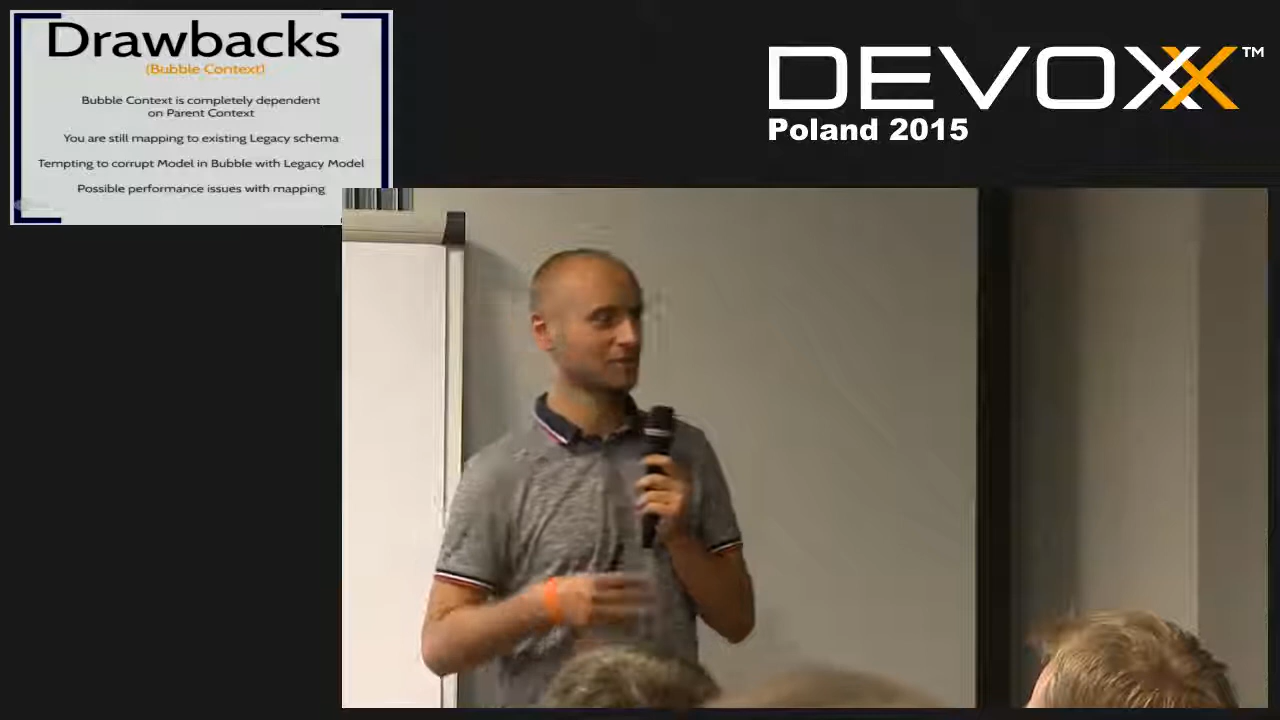 Drawbacks
(Bubble Context)
Bubble Context is completely dependent
on Parent Context
You are still mapping to existing Legacy schema
Tempting to corrupt Model in Bubble with Legacy Model
Possible performance issues with mapping
DEVOXX™
Poland 2015